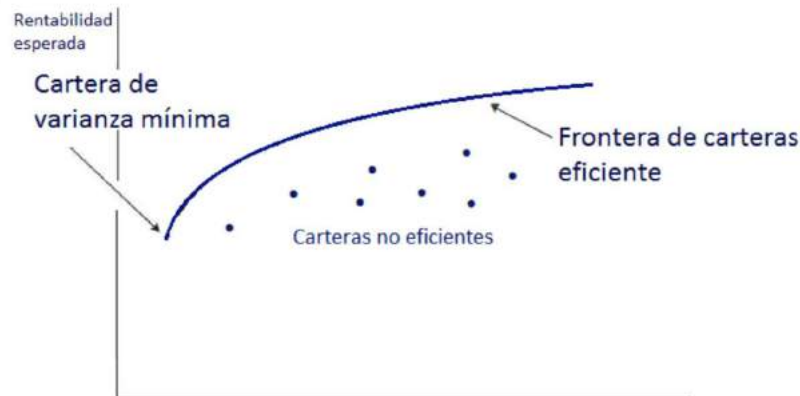 Rentabilidad
esperada
Cartera de
varianza mínima
Frontera de carteras
eficiente
Carteras no eficientes